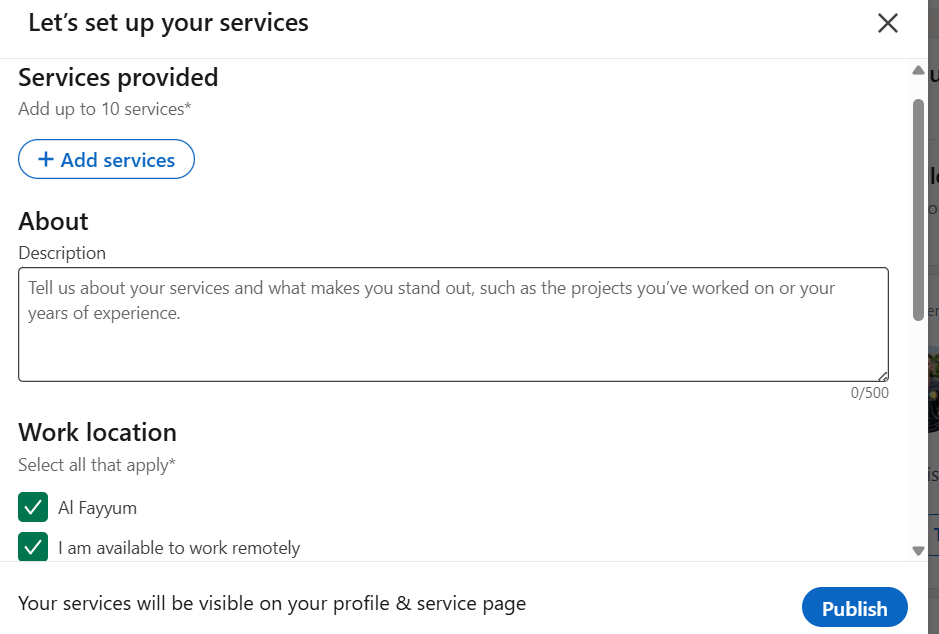 Let's set up your services
Services provided
Add up to 10 services*
+ Add services
About
Description
Tell us about your services and what makes you stand out, such as the projects you've worked on or your
years of experience.
0/500
Work location
Select all that apply*
Al Fayyum
I am available to work remotely
Your services will be visible on your profile & service page
Publish